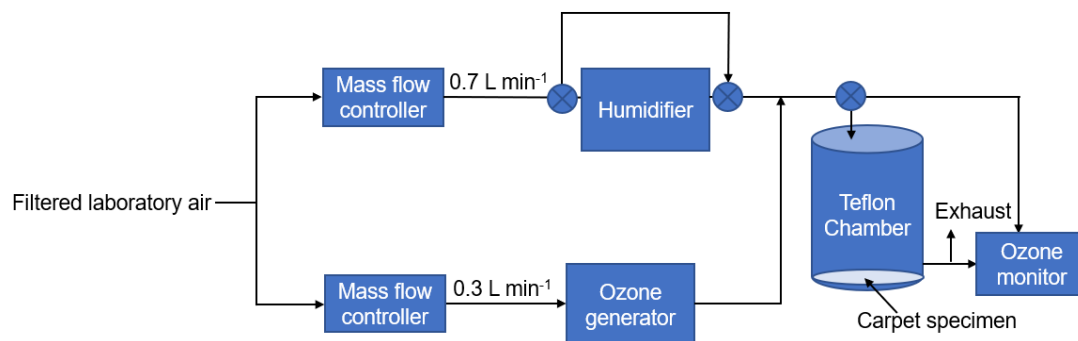 Mass flow
controller
0.7 L min⁻¹
Humidifier
Filtered laboratory air
Teflon
Chamber
Exhaust
Ozone
monitor
Mass flow
controller
0.3 L min⁻¹
Ozone
generator
Carpet specimen